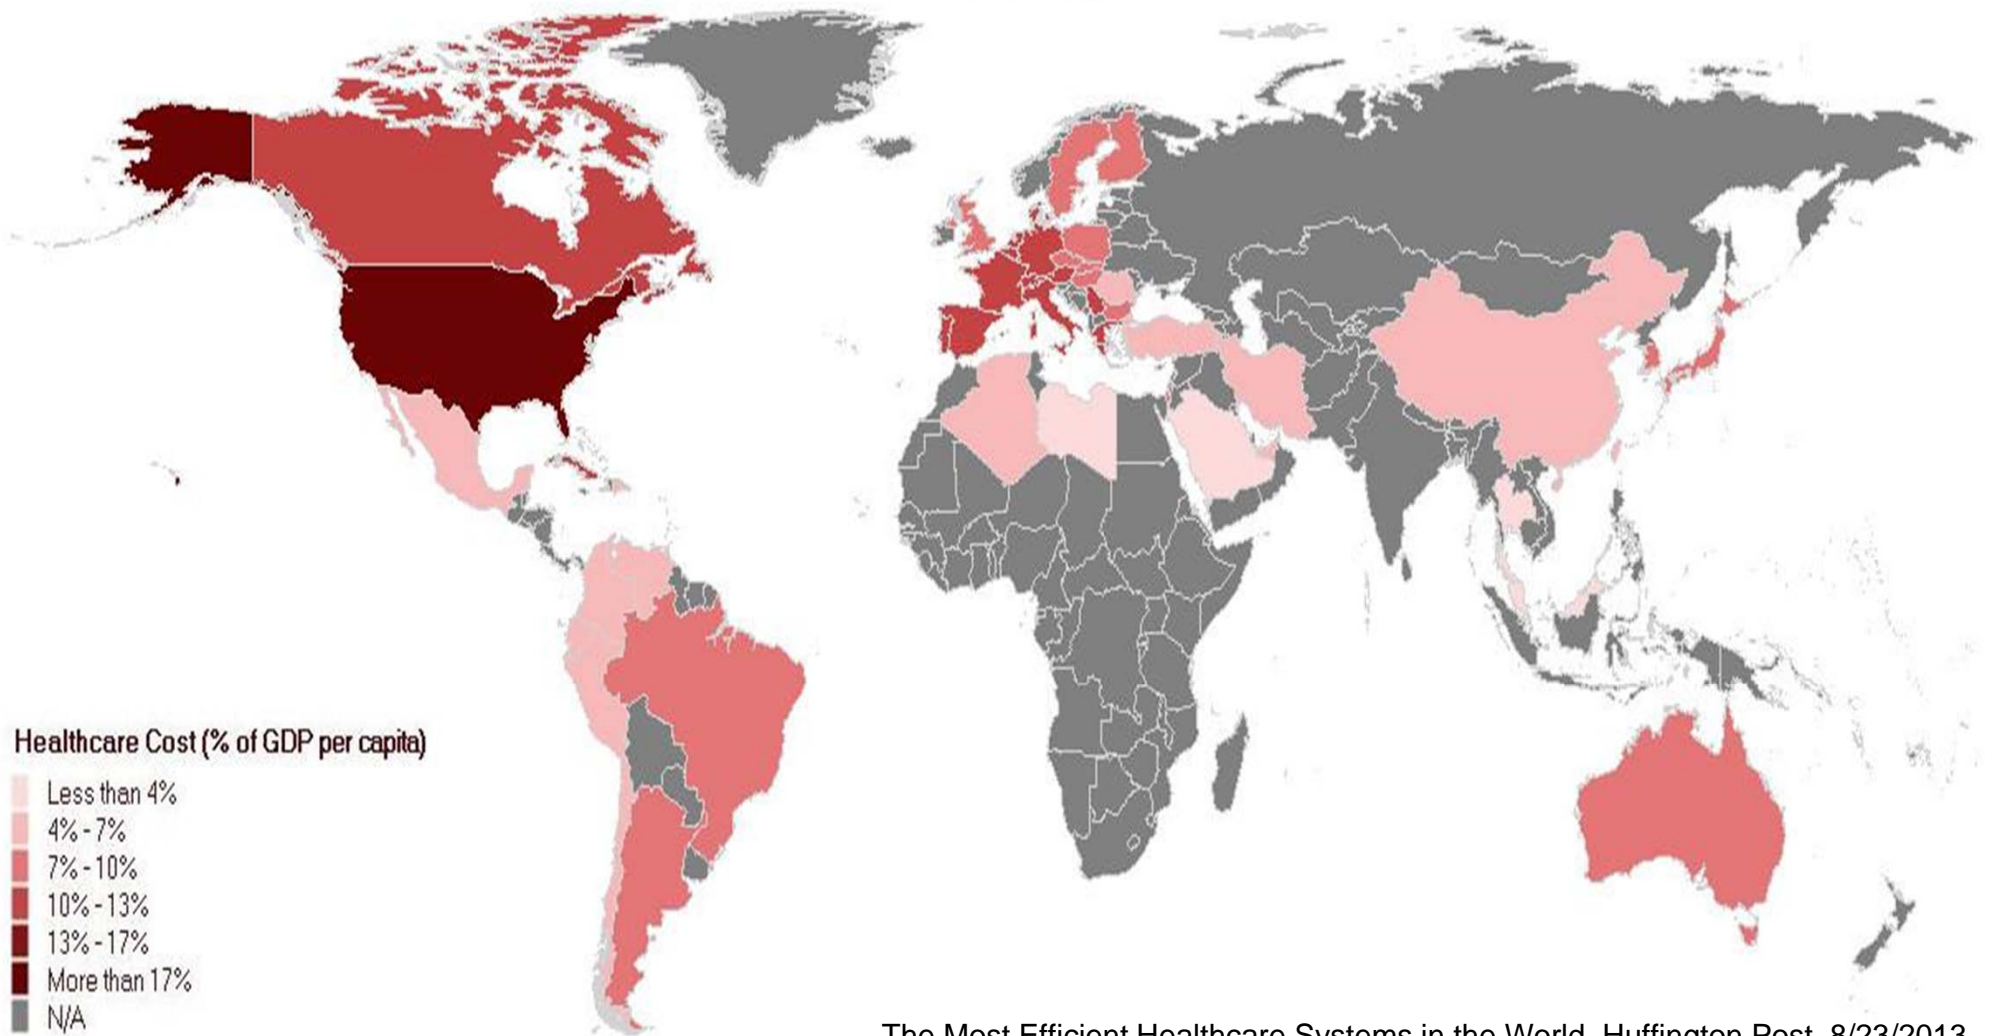 Healthcare Cost (% of GDP per capita)
Less than 4%
4% - 7%
7% - 10%
10% - 13%
13% - 17%
More than 17%
N/A
The Most Efficient Healthcare Systems in the World, Huffington Post, 8/23/2013